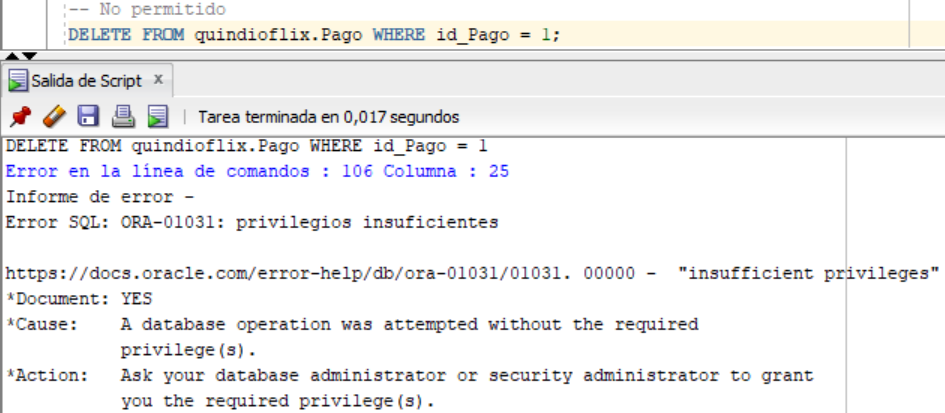 -- No permitido
DELETE FROM quindioflix.Pago WHERE id_Pago = 1;
Salida de Script x
Tarea terminada en 0,017 segundos
DELETE FROM quindioflix.Pago WHERE id_Pago = 1
Error en la línea de comandos : 106 Columna : 25
Informe de error -
Error SQL: ORA-01031: privilegios insuficientes
https://docs.oracle.com/error-help/db/ora-01031/01031. 00000 -  "insufficient privileges"
*Document: YES
*Cause:    A database operation was attempted without the required
privilege(s).
*Action:   Ask your database administrator or security administrator to grant
you the required privilege(s).